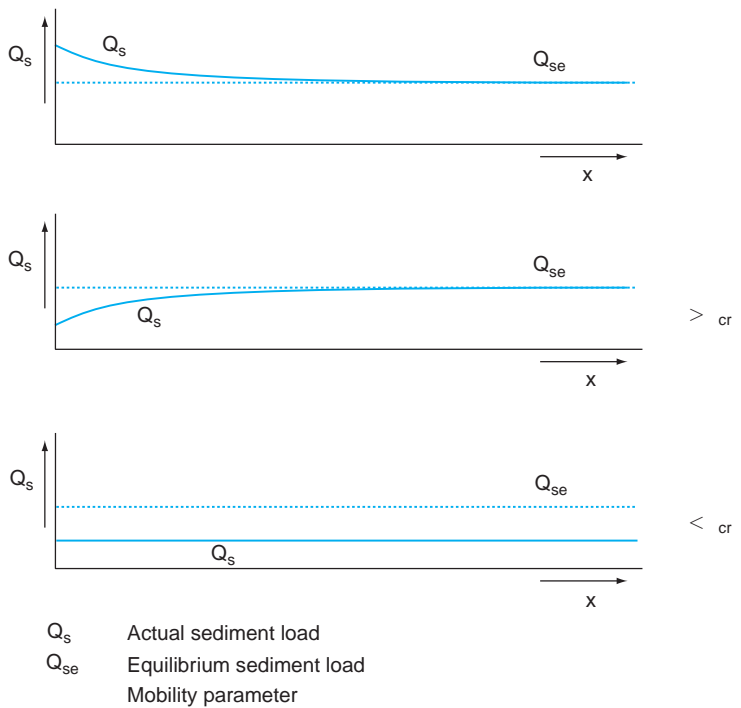 Qs
Qs
Qse
x
Qs
Qse
Qs
> cr
x
Qs
Qse
Qs
< cr
x
Qs Actual sediment load
Qse Equilibrium sediment load
Mobility parameter